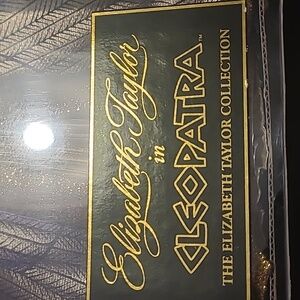 Elizabeth Taylor
in
CLEOPATRA™
THE ELIZABETH TAYLOR COLLECTION